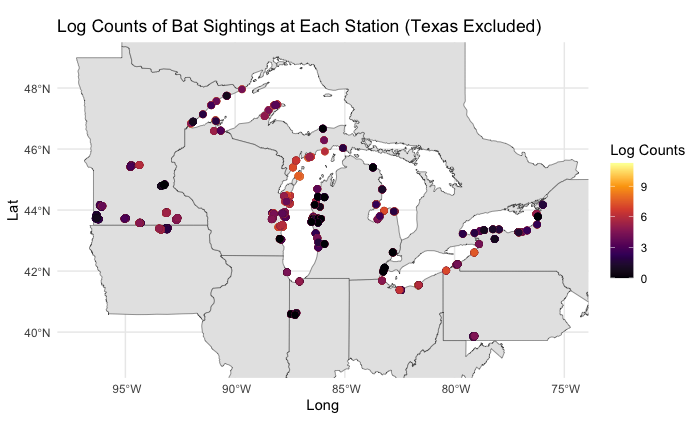 Log Counts of Bat Sightings at Each Station (Texas Excluded)
48°N
46°N
44°N
42°N
40°N
Lat
95°W
90°W
85°W
80°W
75°W
Long
Log Counts
9
6
3
0